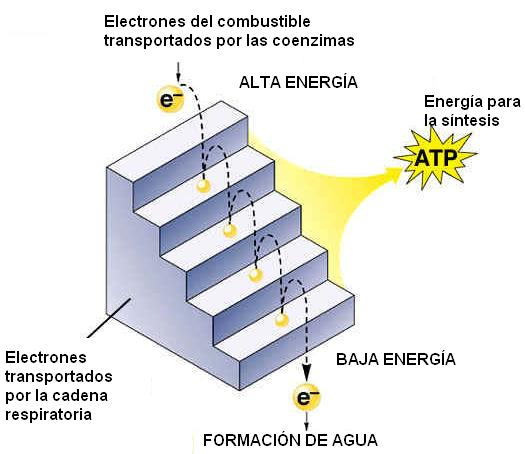 Electrones del combustible
transportados por las coenzimas
ALTA ENERGÍA
e–
Energía para
la síntesis
ATP
Electrones
transportados
por la cadena
respiratoria
BAJA ENERGÍA
e–
FORMACIÓN DE AGUA